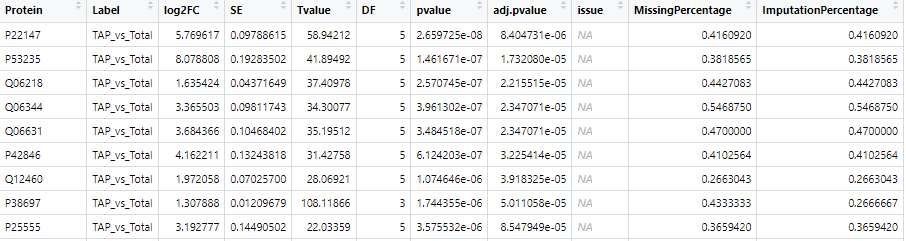 Protein Label log2FC SE Tvalue DF pvalue adj.pvalue issue MissingPercentage ImputationPercentage
P22147 TAP_vs_Total 5.769617 0.09788615 58.94212 5 2.659725e-08 8.404731e-06 NA 0.4160920 0.4160920
P53235 TAP_vs_Total 8.078808 0.19283502 41.89492 5 1.461671e-07 1.732080e-05 NA 0.3818565 0.3818565
Q06218 TAP_vs_Total 1.635424 0.04371649 37.40978 5 2.570745e-07 2.215515e-05 NA 0.4427083 0.4427083
Q06344 TAP_vs_Total 3.365503 0.09811743 34.30077 5 3.961302e-07 2.347071e-05 NA 0.5468750 0.5468750
Q06631 TAP_vs_Total 3.684366 0.10468402 35.19512 5 3.484518e-07 2.347071e-05 NA 0.4700000 0.4700000
P42846 TAP_vs_Total 4.162211 0.13243818 31.42758 5 6.124203e-07 3.225414e-05 NA 0.4102564 0.4102564
Q12460 TAP_vs_Total 1.972058 0.07025700 28.06921 5 1.074646e-06 3.918325e-05 NA 0.2663043 0.2663043
P38697 TAP_vs_Total 1.307888 0.01209679 108.11866 3 1.744355e-06 5.011058e-05 NA 0.4333333 0.2666667
P25555 TAP_vs_Total 3.192777 0.14490502 22.03359 5 3.575532e-06 8.547949e-05 NA 0.3659420 0.3659420